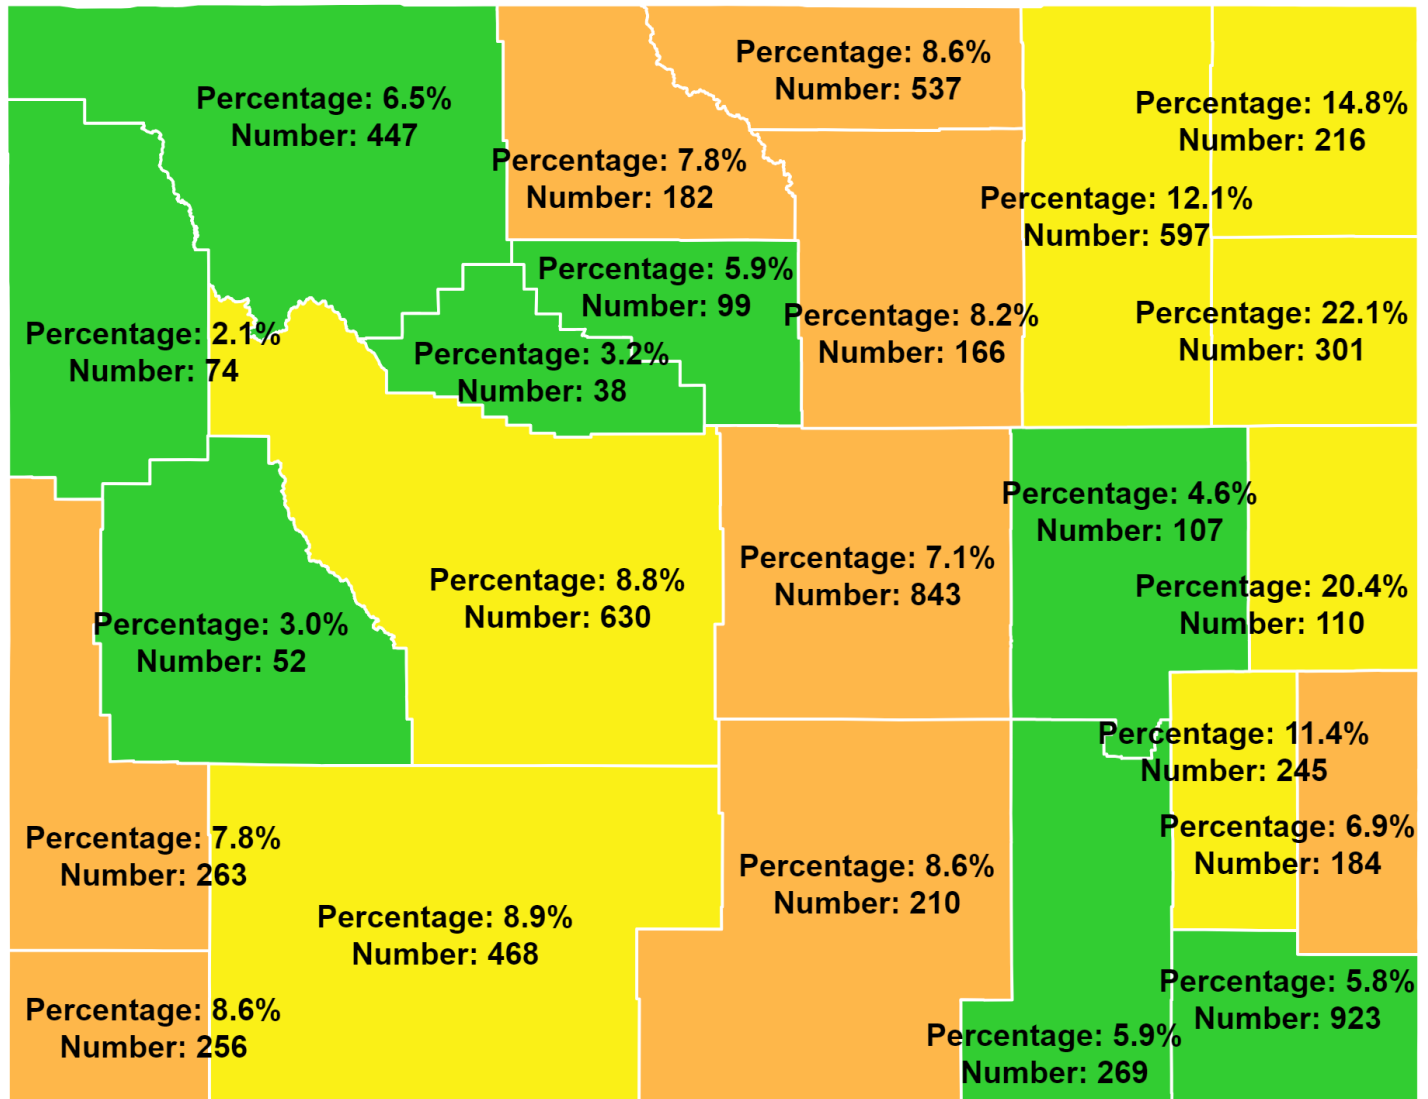 Percentage: 8.6%
Number: 537
Percentage: 6.5%
Number: 447
Percentage: 14.8%
Number: 216
Percentage: 7.8%
Number: 182
Percentage: 12.1%
Number: 597
Percentage: 5.9%
Number: 99
Percentage: 8.2%
Number: 166
Percentage: 22.1%
Number: 301
Percentage: 2.1%
Number: 74
Percentage: 3.2%
Number: 38
Percentage: 4.6%
Number: 107
Percentage: 7.1%
Number: 843
Percentage: 8.8%
Number: 630
Percentage: 20.4%
Number: 110
Percentage: 3.0%
Number: 52
Percentage: 11.4%
Number: 245
Percentage: 6.9%
Number: 184
Percentage: 7.8%
Number: 263
Percentage: 8.6%
Number: 210
Percentage: 8.9%
Number: 468
Percentage: 5.8%
Number: 923
Percentage: 8.6%
Number: 256
Percentage: 5.9%
Number: 269